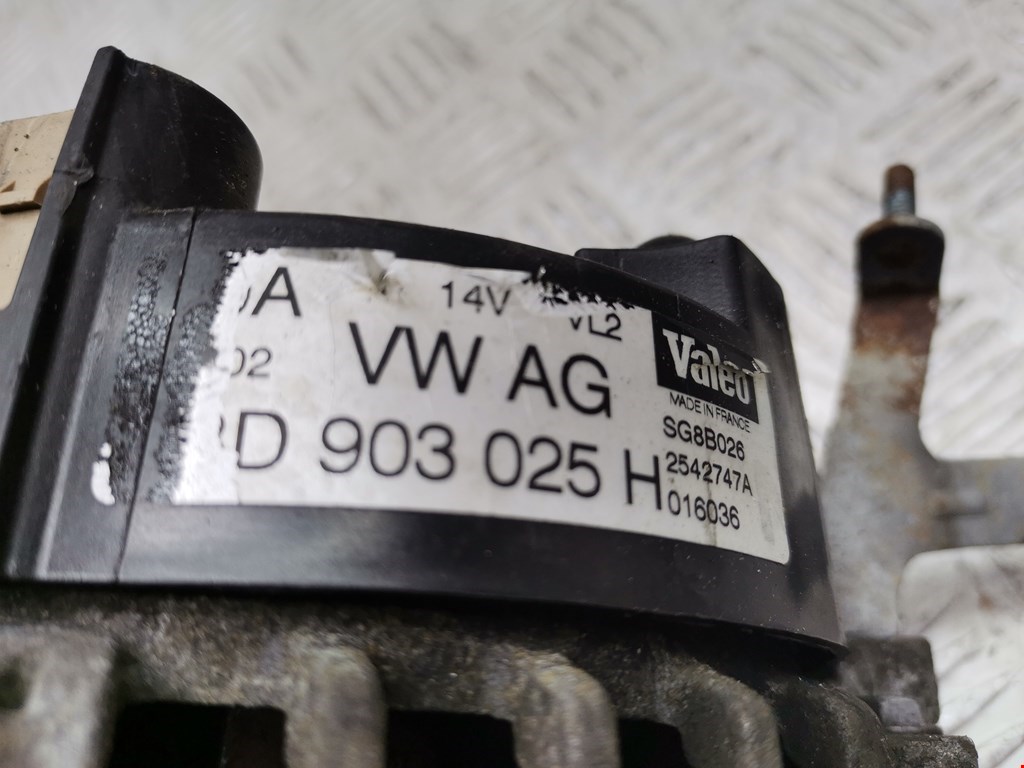 A 14V VL2
02 VW AG
D 903 025 H
Valeo
MADE IN FRANCE
SG8B026
2542747A
016036